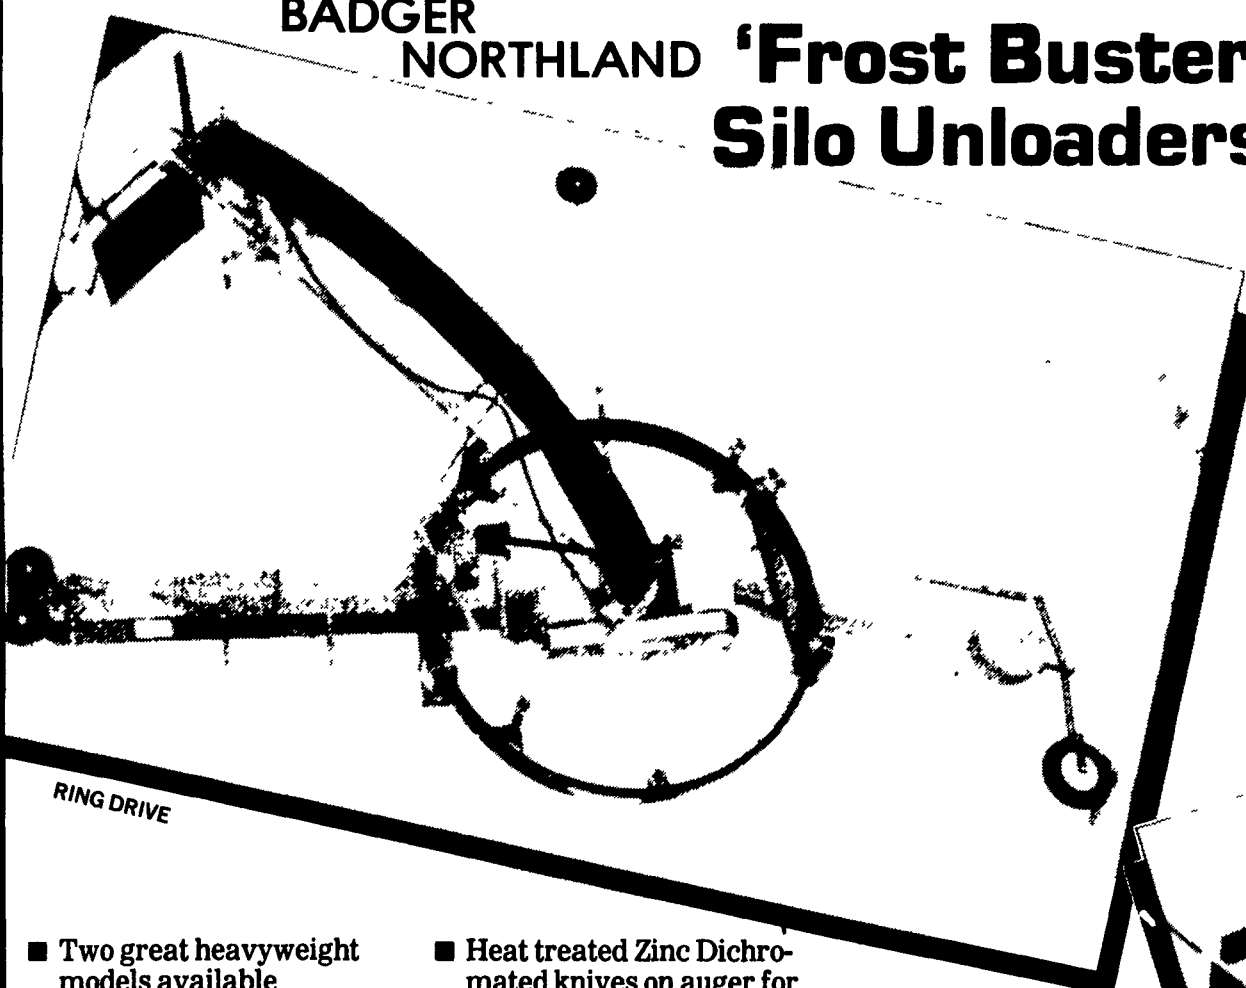 BADGER
NORTHLAND
‘Frost Buster
Silo Unloaders
RING DRIVE
■ Two great heavyweight
models available
■ Heat treated Zinc Dichro-
mated knives on auger for